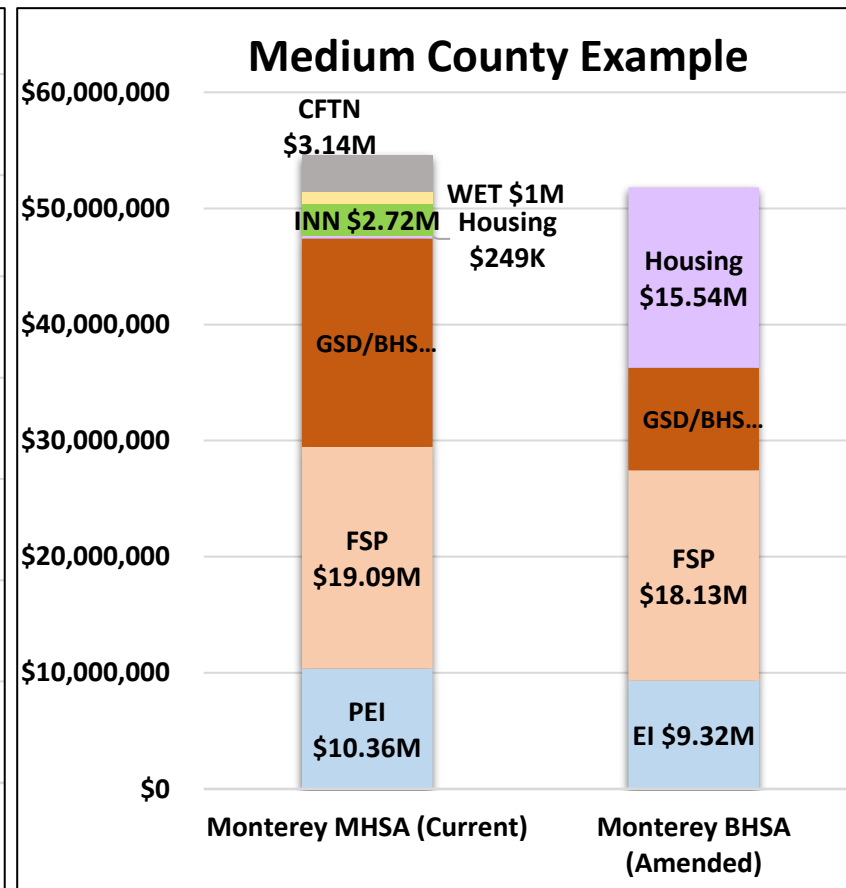 Medium County Example
$60,000,000
$50,000,000
$40,000,000
$30,000,000
$20,000,000
$10,000,000
$0
CFTN
$3.14M
WET $1M
INN $2.72M
Housing
$249K
GSD/BHS…
FSP
$19.09M
PEI
$10.36M
Housing
$15.54M
GSD/BHS…
FSP
$18.13M
EI $9.32M
Monterey MHSA (Current)
Monterey BHSA
(Amended)